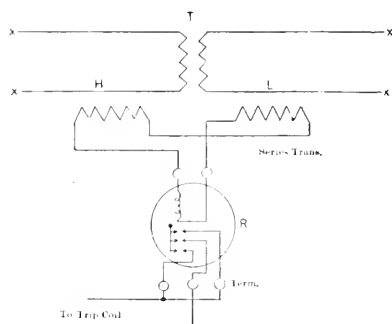 T
X X
X H L X
Series Trans.
R
Term.
To Trip Coil